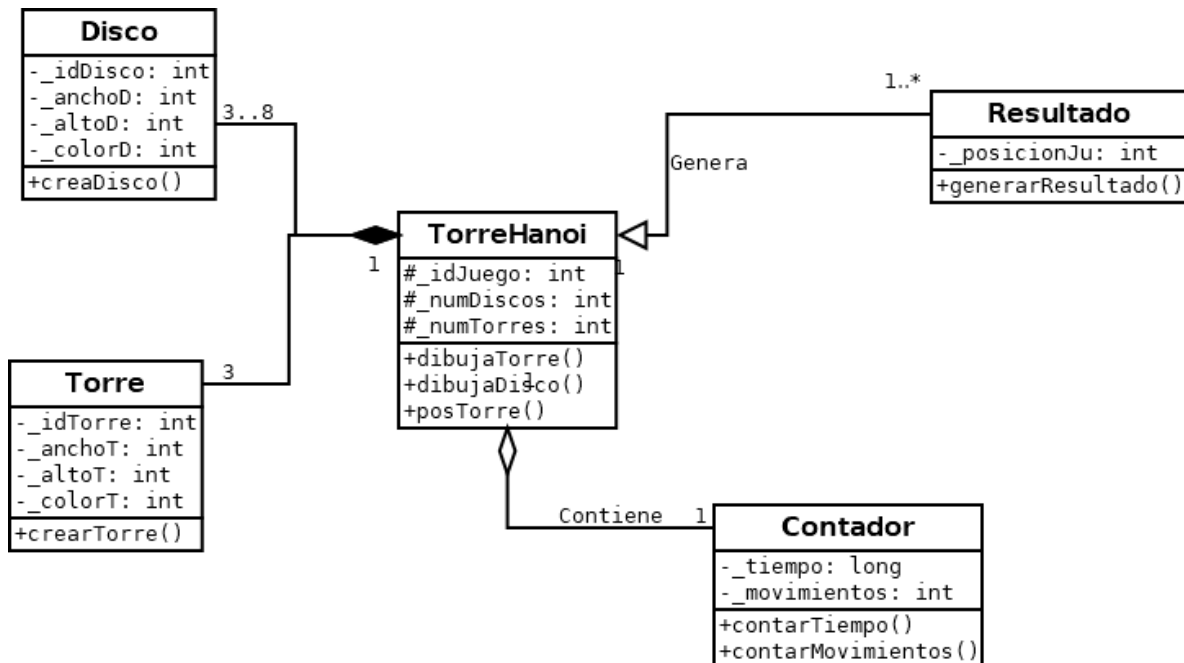 Disco
-_idDisco: int
-_anchoD: int
-_altoD: int
-_colorD: int
+creaDisco()
3..8
1..*
Resultado
-_posicionJu: int
+generarResultado()
Genera
TorreHanoi
#_idJuego: int
#_numDiscos: int
#_numTorres: int
+dibujaTorre()
+dibujaDisco()
+posTorre()
1
1
1
Torre
-_idTorre: int
-_anchoT: int
-_altoT: int
-_colorT: int
+crearTorre()
3
Contiene 1
Contador
-_tiempo: long
-_movimientos: int
+contarTiempo()
+contarMovimientos()